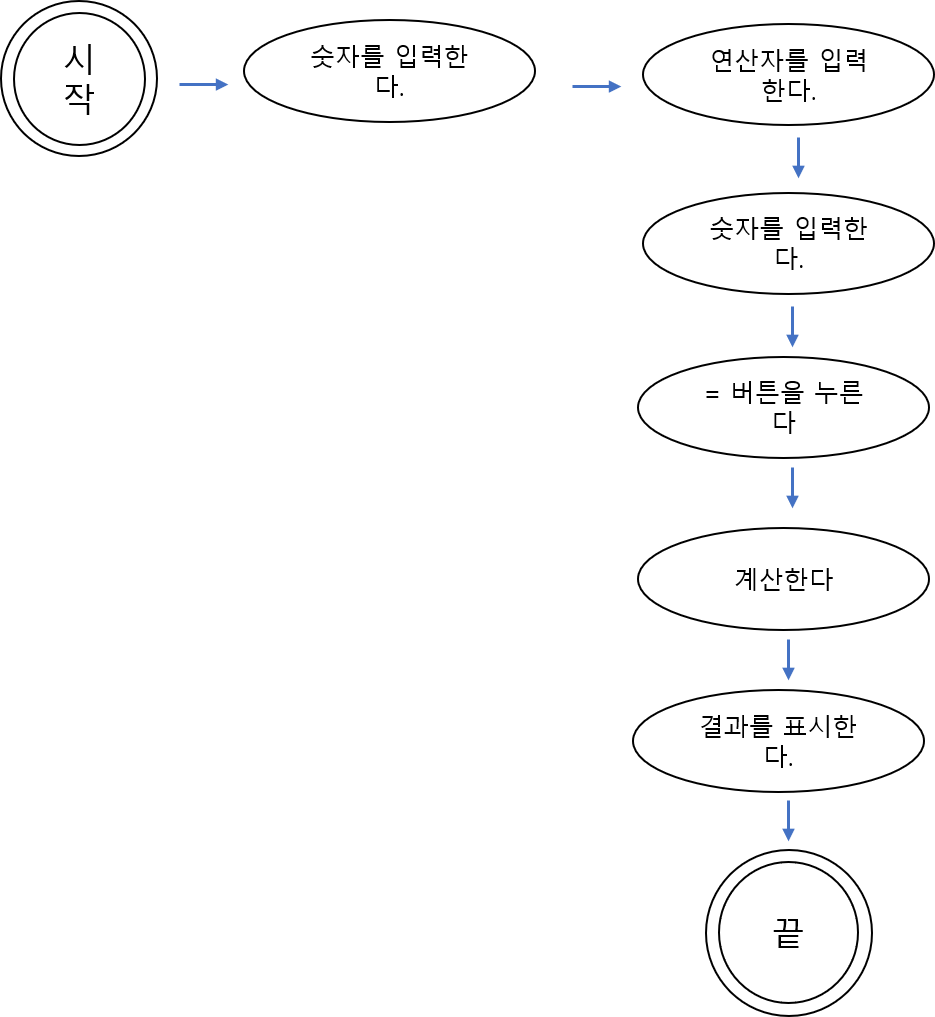 시
작
숫자를 입력한
다.
연산자를 입력
한다.
숫자를 입력한
다.
= 버튼을 누른
다
계산한다
결과를 표시한
다.
끝